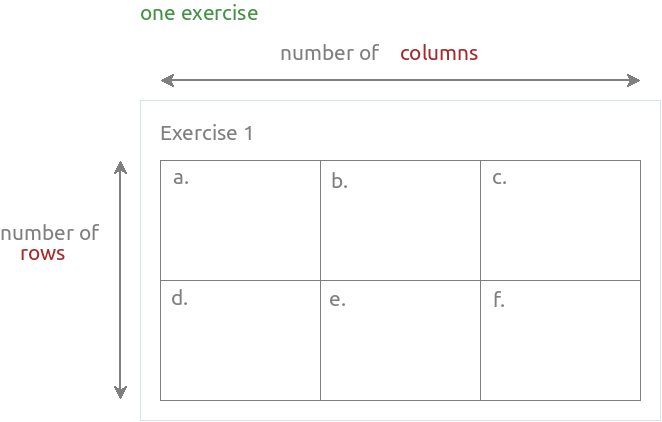 one exercise
number of columns
Exercise 1
a. b. c.
number of
rows
d. e. f.